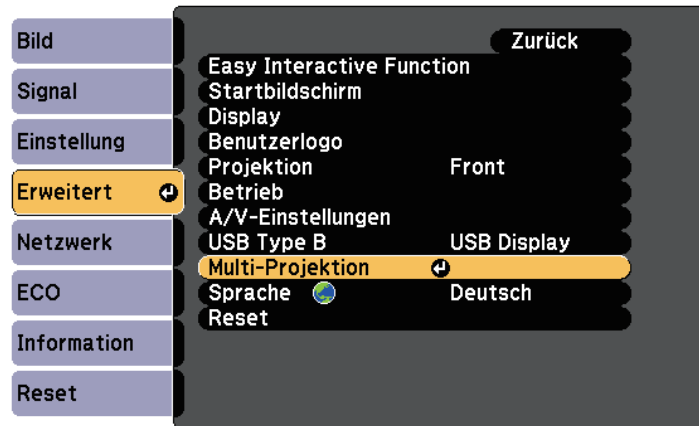 Bild
Signal
Einstellung
Erweitert
Netzwerk
ECO
Information
Reset
Zurück
Easy Interactive Function
Startbildschirm
Display
Benutzerlogo
Projektion Front
Betrieb
A/V-Einstellungen
USB Type B USB Display
Multi-Projektion
Sprache Deutsch
Reset